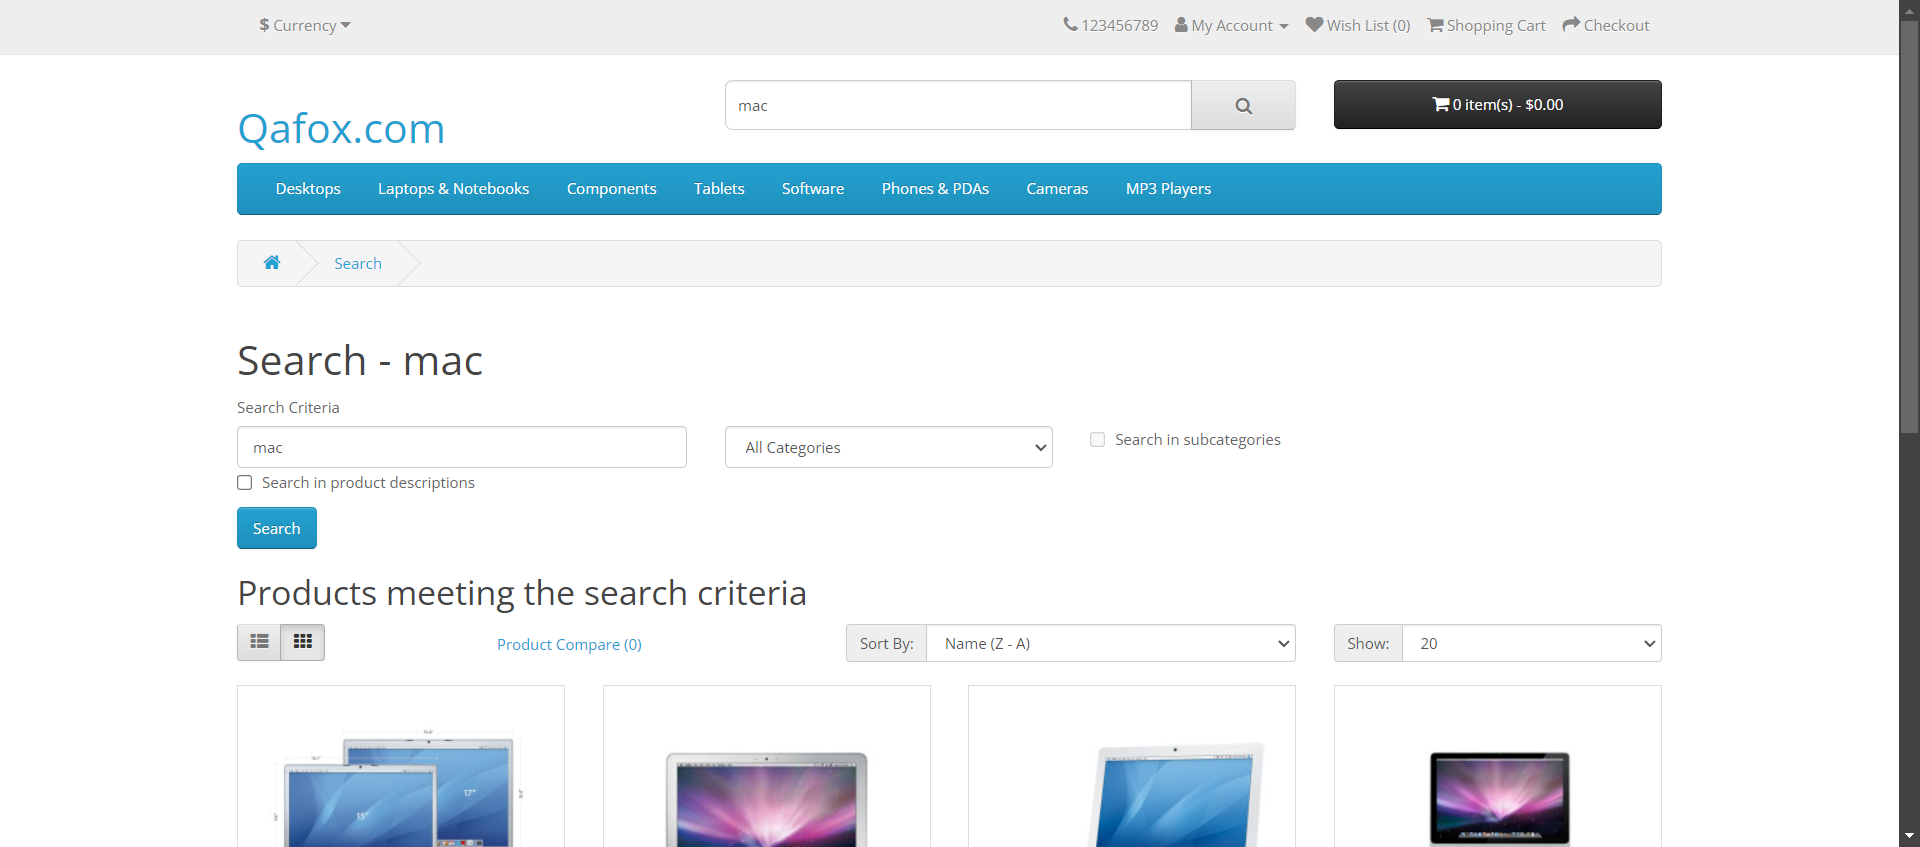 $ Currency
123456789 My Account Wish List (0) Shopping Cart Checkout
mac
0 item(s) - $0.00
Qafox.com
Desktops Laptops & Notebooks Components Tablets Software Phones & PDAs Cameras MP3 Players
Search
Search - mac
Search Criteria
mac
All Categories
Search in subcategories
Search in product descriptions
Search
Products meeting the search criteria
Product Compare (0)
Sort By: Name (Z - A)
Show: 20
17"
15"